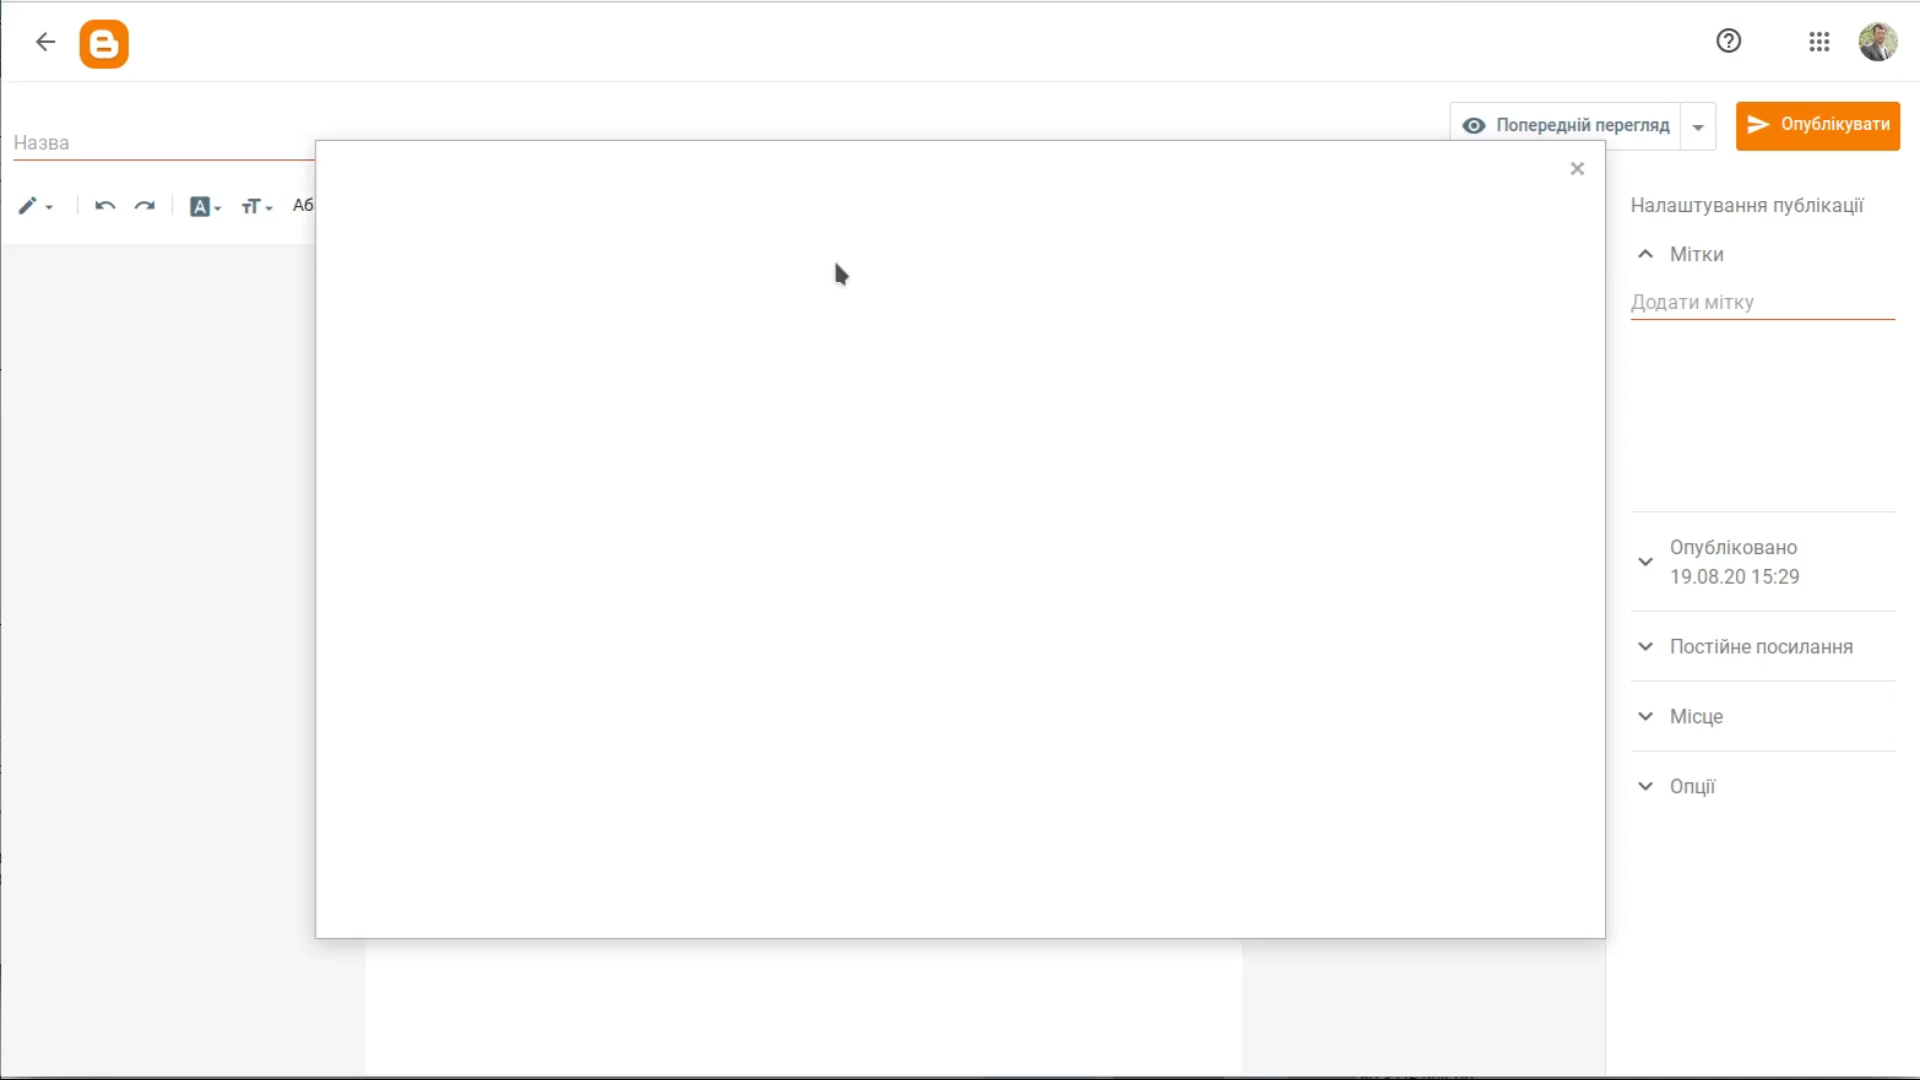 Попередній перегляд
Опублікувати
Назва
Аб
Налаштування публікації
Мітки
Додати мітку
Опубліковано
19.08.20 15:29
Постійне посилання
Місце
Опції